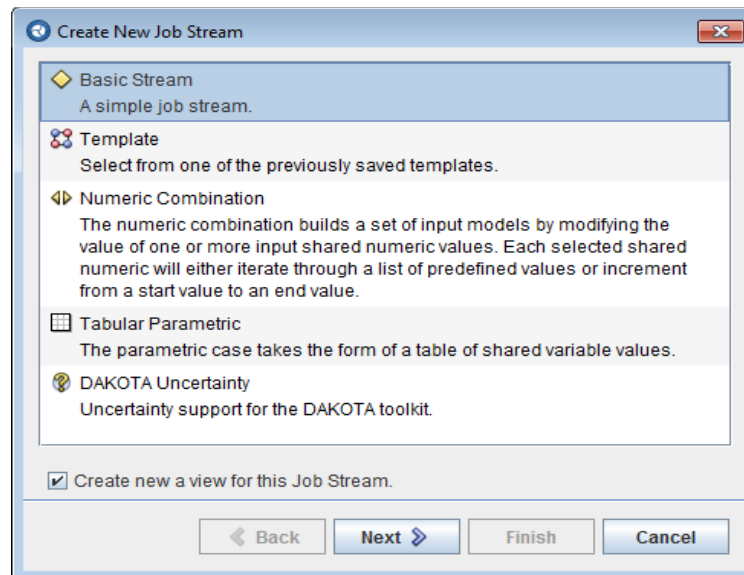 Create New Job Stream
Basic Stream
A simple job stream.
Template
Select from one of the previously saved templates.
Numeric Combination
The numeric combination builds a set of input models by modifying the
value of one or more input shared numeric values. Each selected shared
numeric will either iterate through a list of predefined values or increment
from a start value to an end value.
Tabular Parametric
The parametric case takes the form of a table of shared variable values.
DAKOTA Uncertainty
Uncertainty support for the DAKOTA toolkit.
Create new a view for this Job Stream.
Back Next Finish Cancel